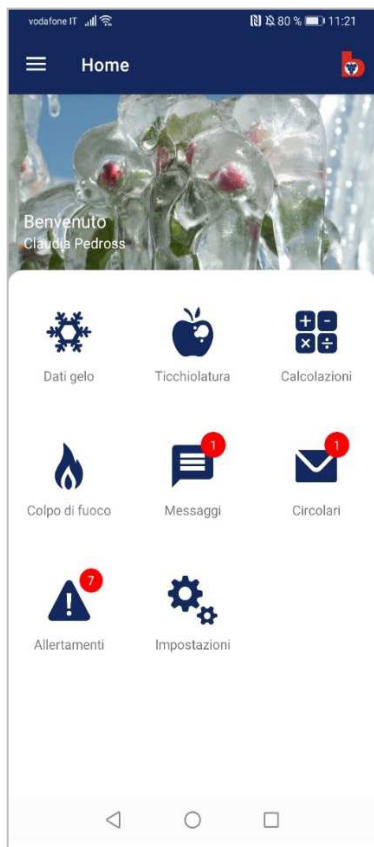 vodafone IT 80 % 11:21
Home
Benvenuto
Claudia Pedross
Dati gelo Ticchiolatura Calcolazioni
1 1
Colpo di fuoco Messaggi Circolari
7
Allertamenti Impostazioni